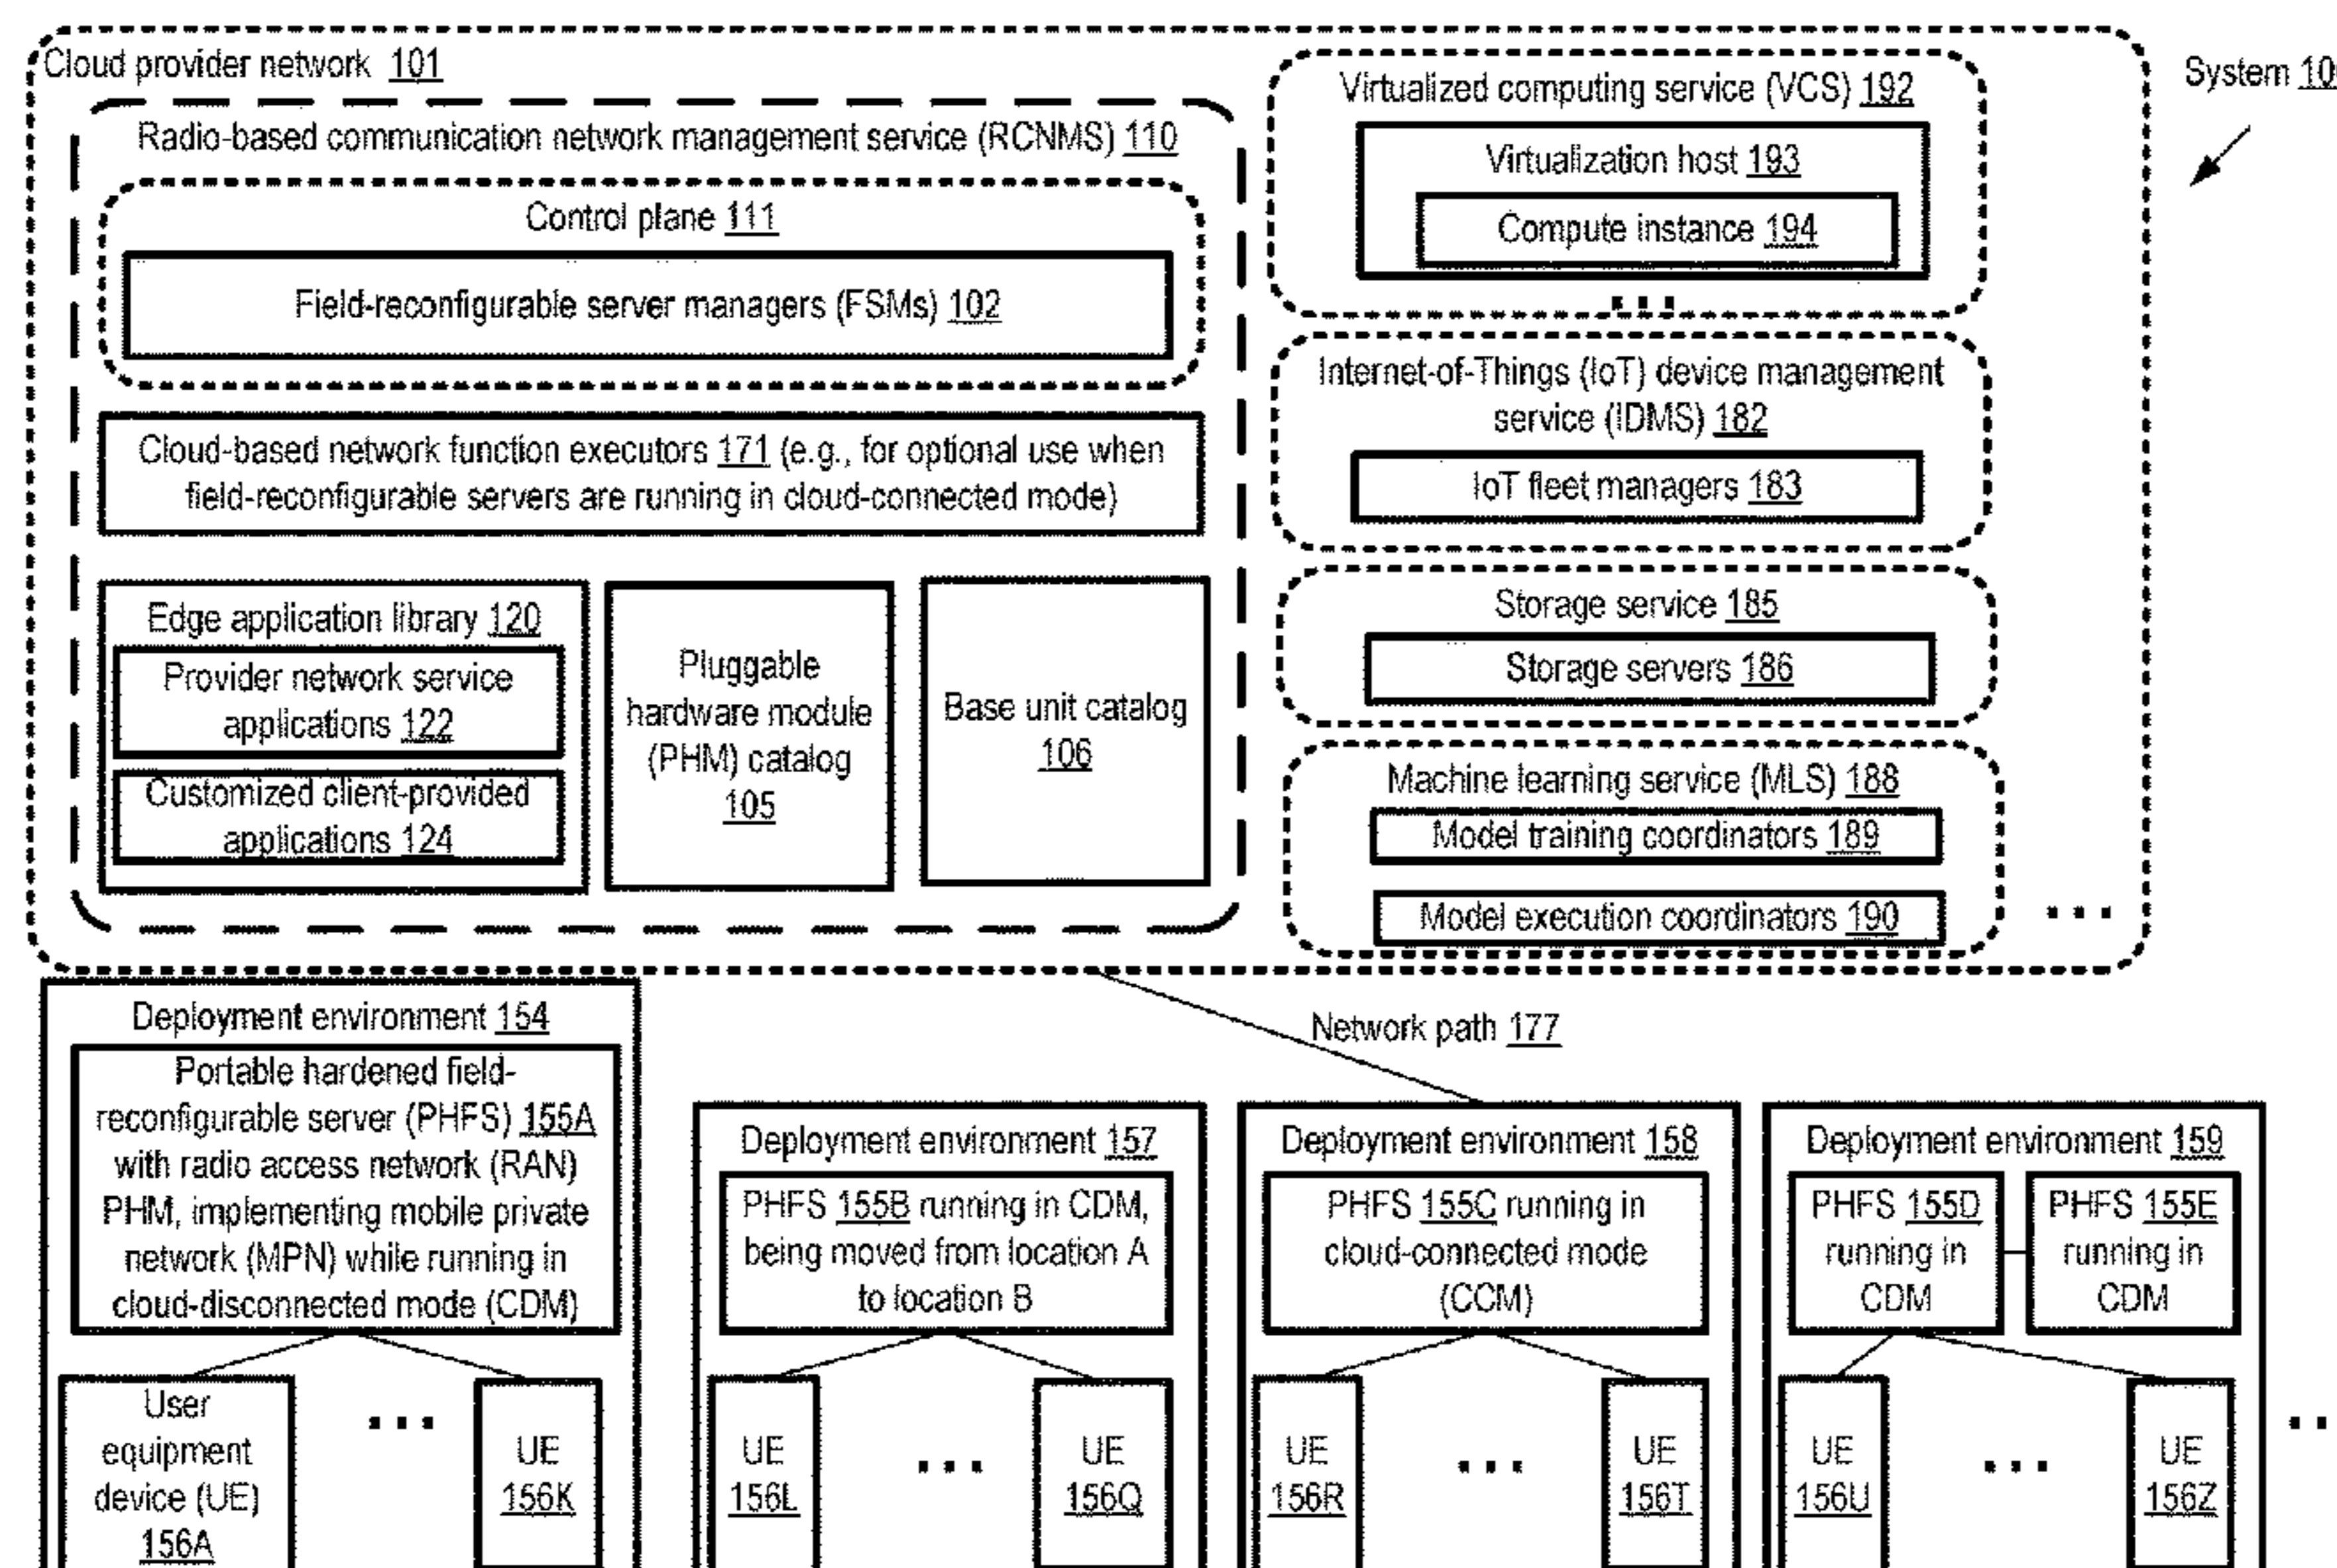 Cloud provider network 101
System 10
Radio-based communication network management service (RCNMS) 110
Control plane 111
Field-reconfigurable server managers (FSMs) 102
Cloud-based network function executors 171 (e.g., for optional use when
field-reconfigurable servers are running in cloud-connected mode)
Edge application library 120
Provider network service
applications 122
Customized client-provided
applications 124
Pluggable
hardware module
(PHM) catalog
105
Base unit catalog
106
Virtualized computing service (VCS) 192
Virtualization host 193
Compute instance 194
...
Internet-of-Things (IoT) device management
service (IDMS) 182
IoT fleet managers 183
Storage service 185
Storage servers 186
Machine learning service (MLS) 188
Model training coordinators 189
Model execution coordinators 190
...
Network path 177
Deployment environment 154
Portable hardened field-
reconfigurable server (PHFS) 155A
with radio access network (RAN)
PHM, implementing mobile private
network (MPN) while running in
cloud-disconnected mode (CDM)
User
equipment
device (UE)
156A
...
UE
156K
Deployment environment 157
PHFS 155B running in CDM,
being moved from location A
to location B
UE
156L
...
UE
156Q
Deployment environment 158
PHFS 155C running in
cloud-connected mode
(CCM)
UE
156R
...
UE
156T
Deployment environment 159
PHFS 155D
running in
CDM
PHFS 155E
running in
CDM
UE
156U
...
UE
156Z
..